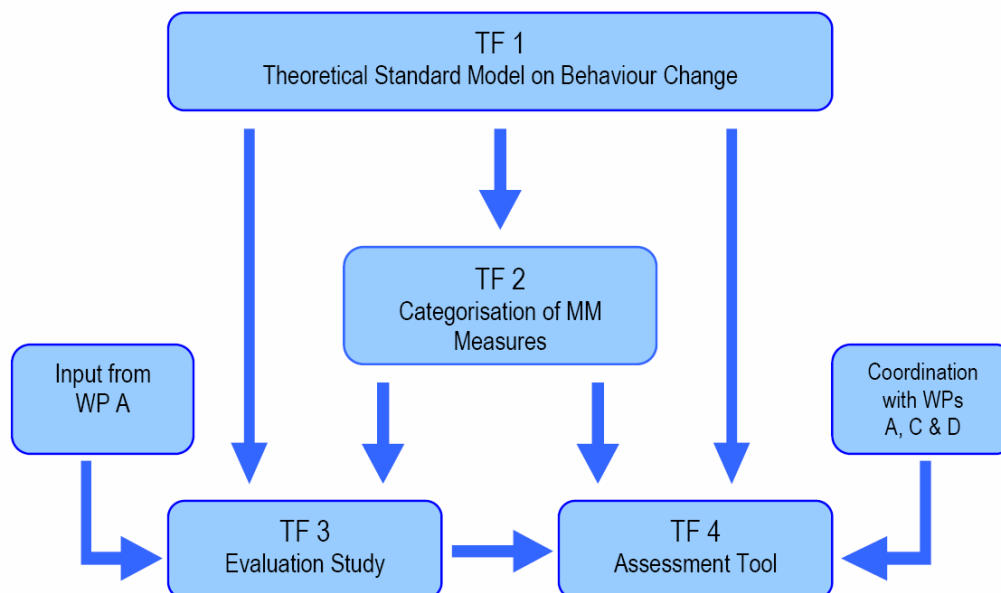 TF 1
Theoretical Standard Model on Behaviour Change
TF 2
Categorisation of MM
Measures
Input from
WP A
Coordination
with WPs
A, C & D
TF 3
Evaluation Study
TF 4
Assessment Tool